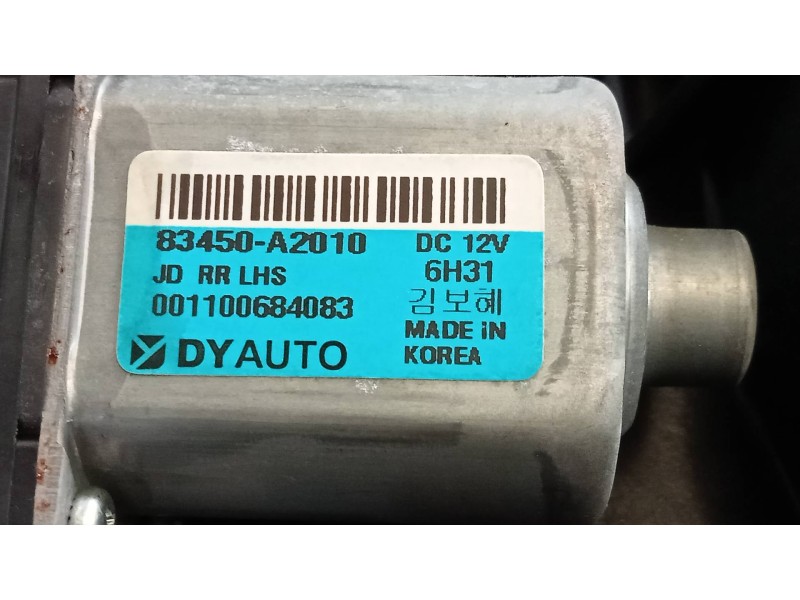 83450-A2010 DC 12V
JD RR LHS 6H31
001100684083 김보혜
MADE iN
DYAUTO KOREA